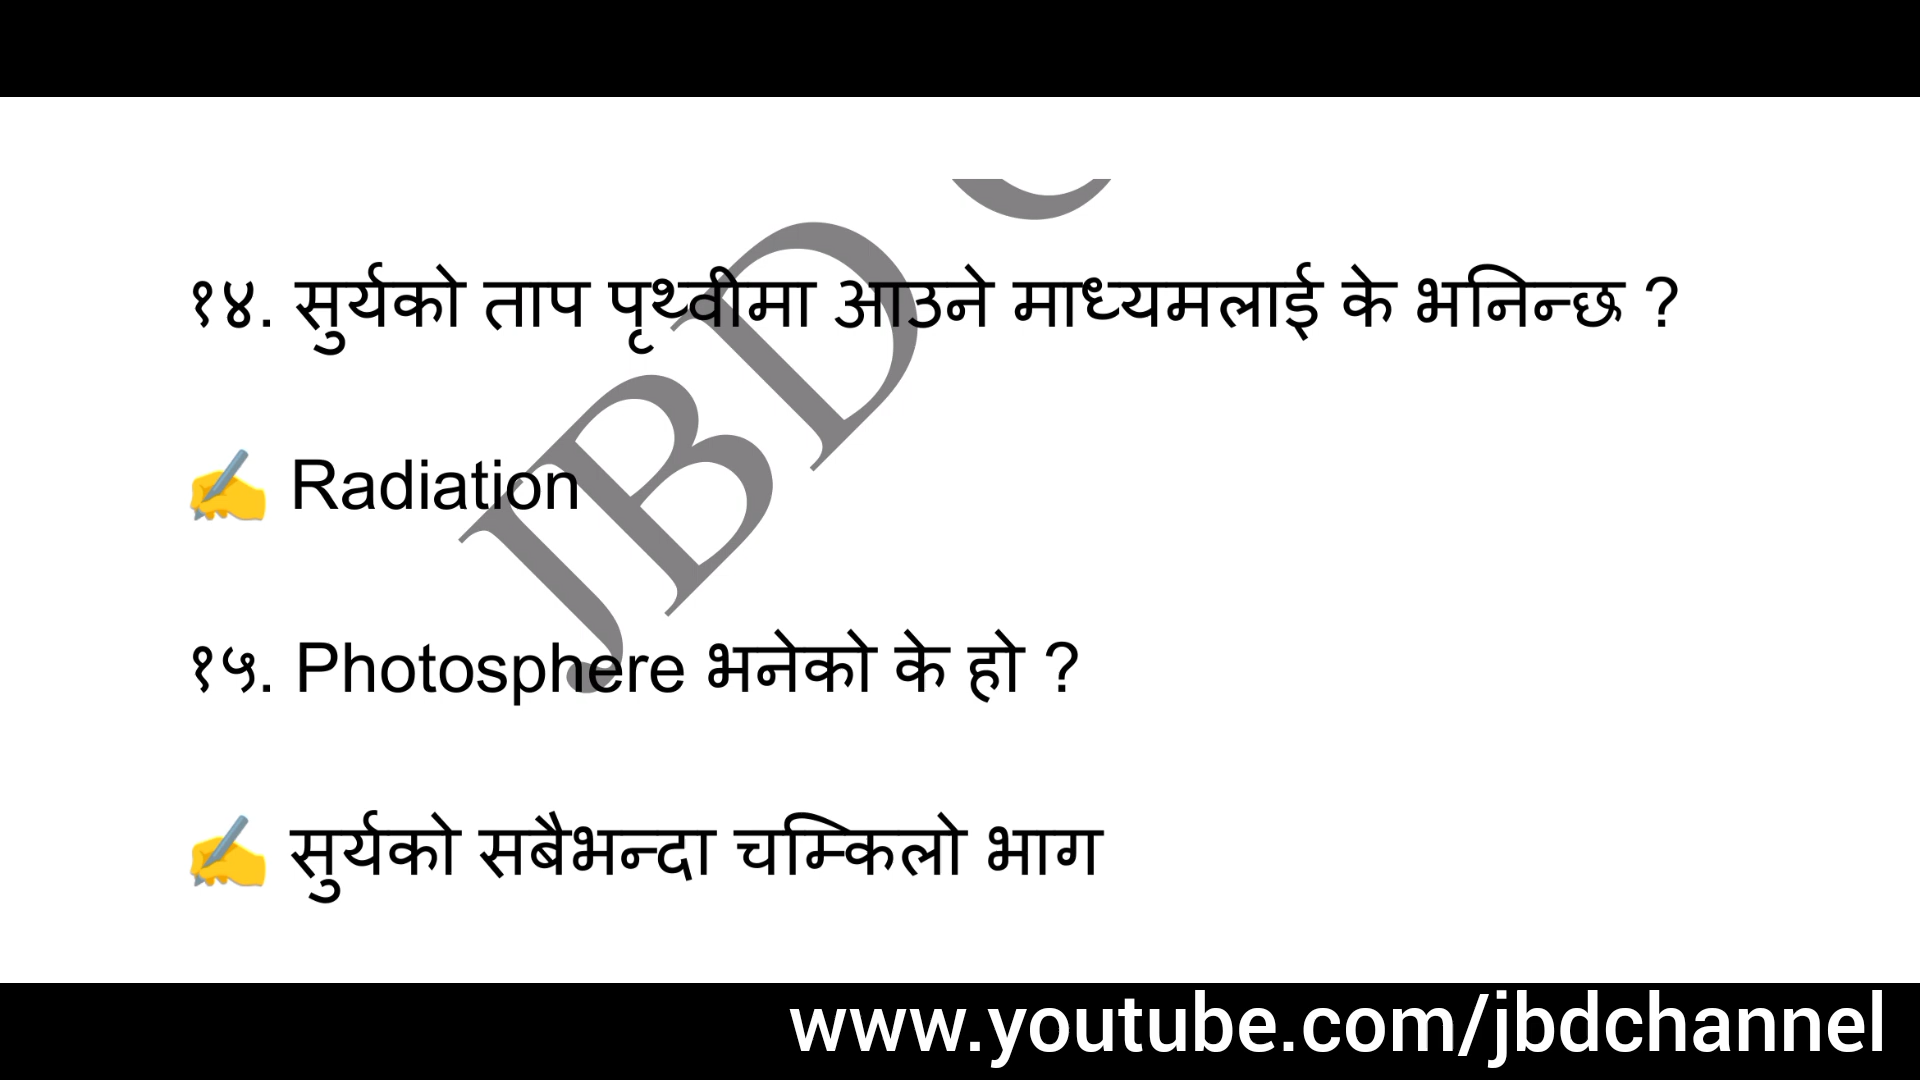 १४. सुर्यको ताप पृथ्वीमा आउने माध्यमलाई के भनिन्छ ?
✍️ Radiation
१५. Photosphere भनेको के हो ?
✍️ सुर्यको सबैभन्दा चम्किलो भाग
JBD
www.youtube.com/jbdchannel